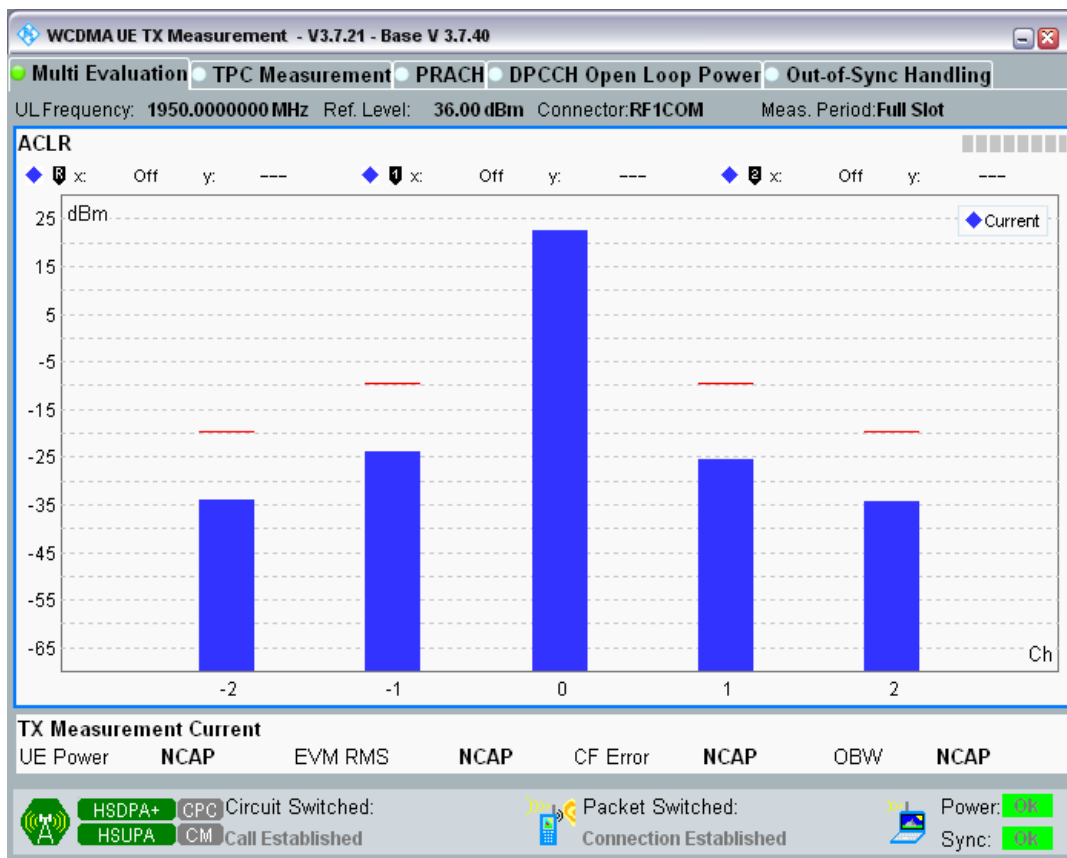 WCDMA UE TX Measurement - V3.7.21 - Base V 3.7.40
Multi Evaluation TPC Measurement PRACH DPCCH Open Loop Power Out-of-Sync Handling
UL Frequency: 1950.0000000 MHz Ref. Level: 36.00 dBm Connector:RF1COM Meas. Period:Full Slot
ACLR
R x: Off y: --- 1 x: Off y: --- 2 x: Off y: ---
dBm
Current
25
15
5
-5
-15
-25
-35
-45
-55
-65
Ch
-2 -1 0 1 2
TX Measurement Current
UE Power NCAP EVM RMS NCAP CF Error NCAP OBW NCAP
HSDPA+ CPC Circuit Switched: Packet Switched: Power: Ok
HSUPA CM Call Established Connection Established Sync: Ok